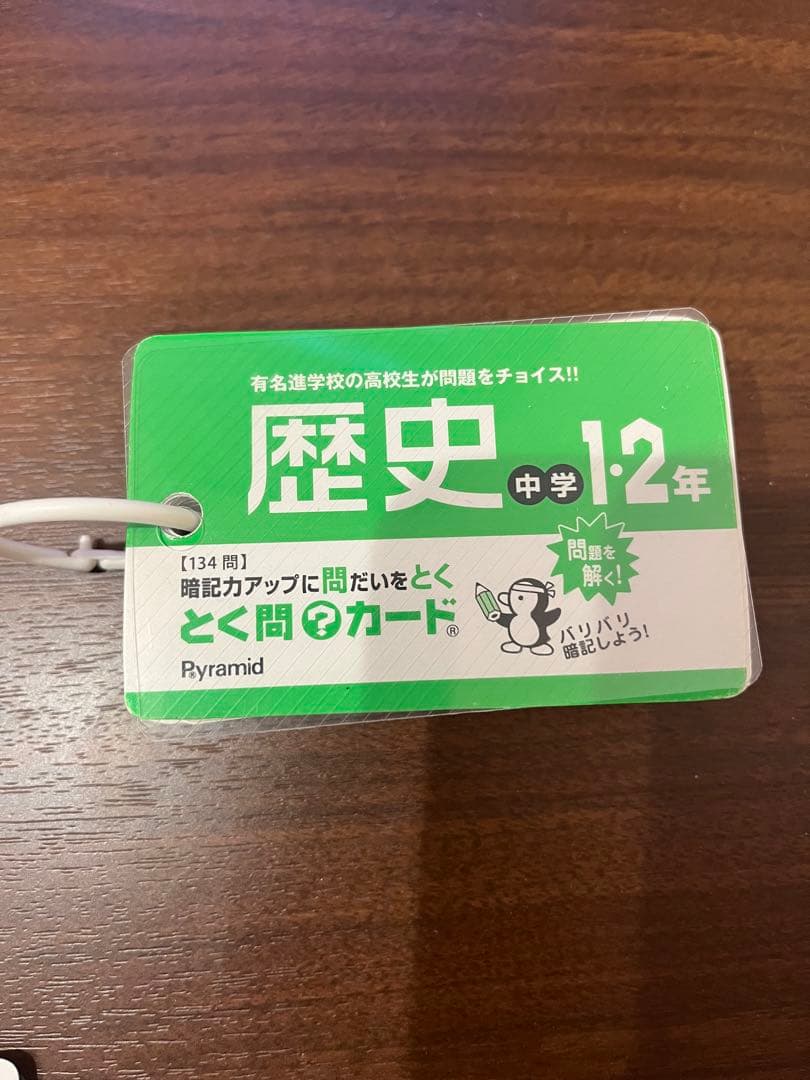 有名進学校の高校生が問題をチョイス!!
歴史 中学 1・2年
【134問】
暗記力アップに問だいをとく
とく問?カード®
Pyramid®
問題を
解く!
バリバリ
暗記しよう!